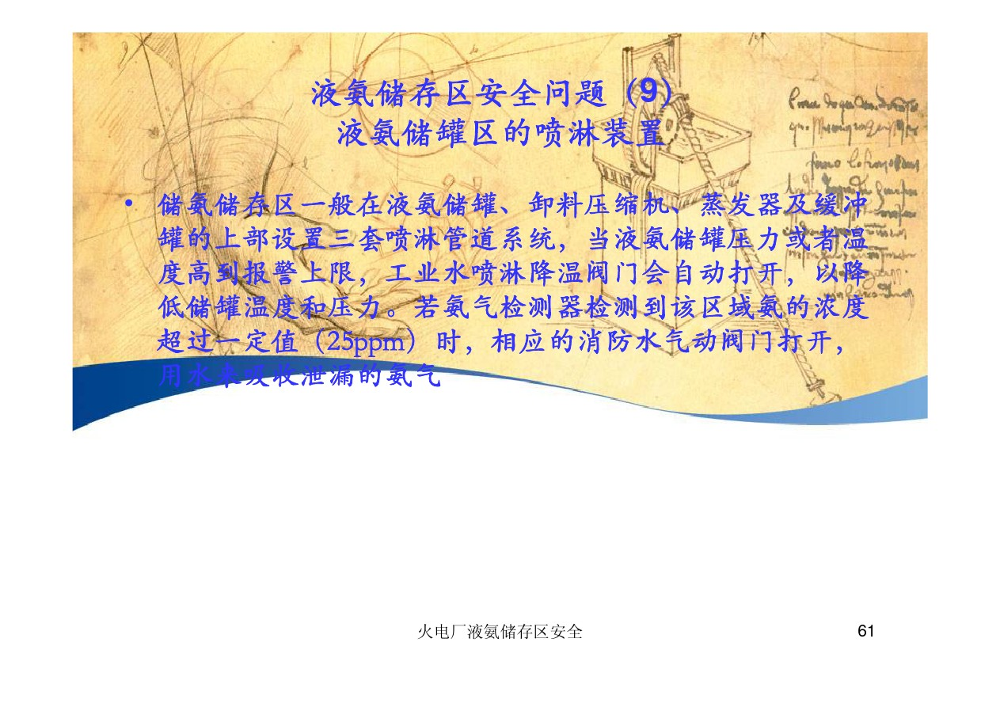 液氨储存区安全问题（9）
液氨储罐区的喷淋装置
• 储氨储存区一般在液氨储罐、卸料压缩机、蒸发器及缓冲
罐的上部设置三套喷淋管道系统，当液氨储罐压力或者温
度高到报警上限，工业水喷淋降温阀门会自动打开，以降
低储罐温度和压力。若氨气检测器检测到该区域氨的浓度
超过一定值（25ppm）时，相应的消防水气动阀门打开，
用水来吸收泄漏的氨气
火电厂液氨储存区安全
61